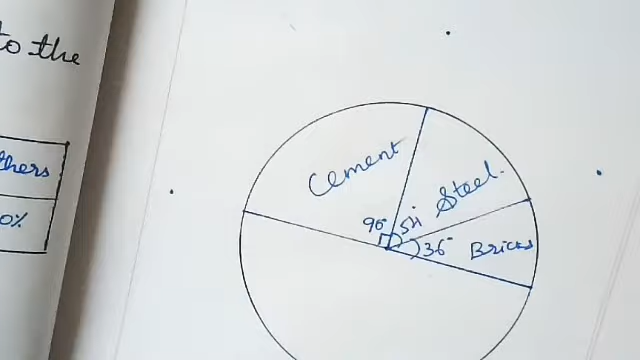 to the
thers
0%
Cement
Steel.
90°
54°
36°
Bricks